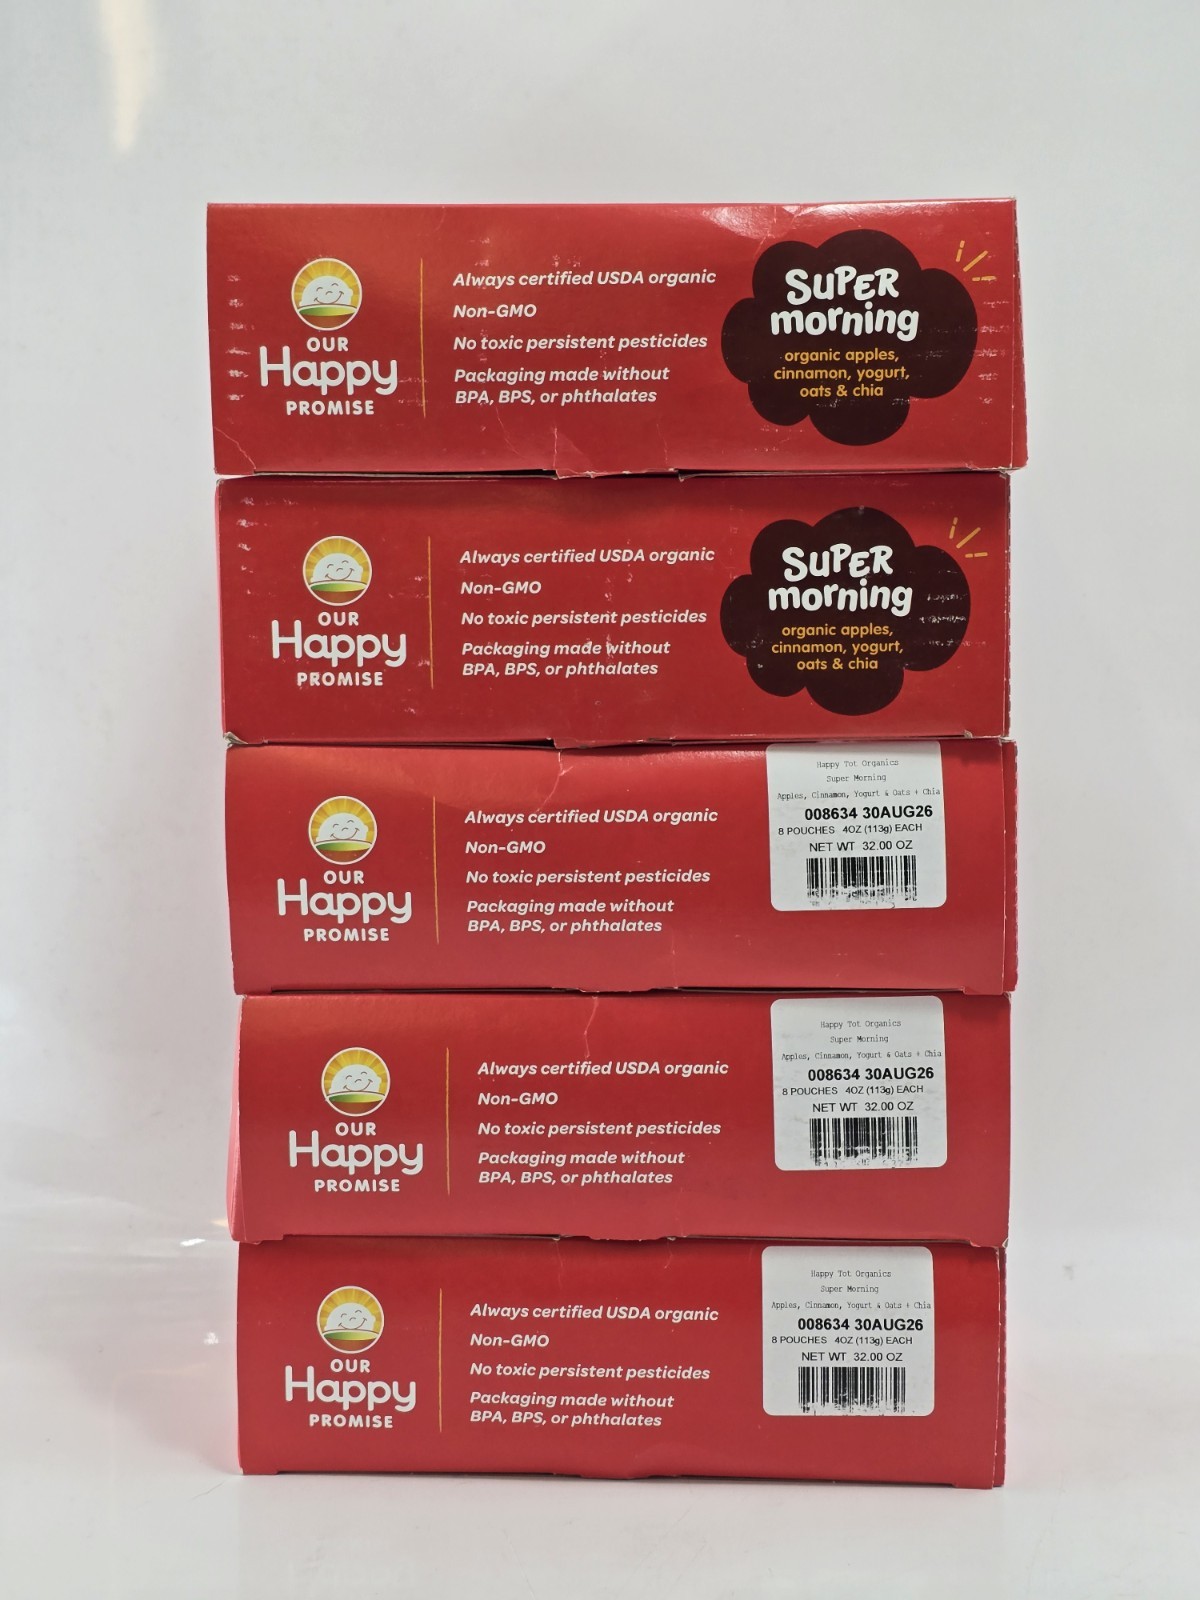 OUR
Happy
PROMISE
Always certified USDA organic
Non-GMO
No toxic persistent pesticides
Packaging made without
BPA, BPS, or phthalates
SUPER
morning
organic apples,
cinnamon, yogurt,
oats & chia
OUR
Happy
PROMISE
Always certified USDA organic
Non-GMO
No toxic persistent pesticides
Packaging made without
BPA, BPS, or phthalates
SUPER
morning
organic apples,
cinnamon, yogurt,
oats & chia
OUR
Happy
PROMISE
Always certified USDA organic
Non-GMO
No toxic persistent pesticides
Packaging made without
BPA, BPS, or phthalates
Happy Tot Organics
Super Morning
Apples, Cinnamon, Yogurt & Oats + Chia
008634 30AUG26
8 POUCHES 4OZ (113g) EACH
NET WT 32.00 OZ
OUR
Happy
PROMISE
Always certified USDA organic
Non-GMO
No toxic persistent pesticides
Packaging made without
BPA, BPS, or phthalates
Happy Tot Organics
Super Morning
Apples, Cinnamon, Yogurt & Oats + Chia
008634 30AUG26
8 POUCHES 4OZ (113g) EACH
NET WT 32.00 OZ
OUR
Happy
PROMISE
Always certified USDA organic
Non-GMO
No toxic persistent pesticides
Packaging made without
BPA, BPS, or phthalates
Happy Tot Organics
Super Morning
Apples, Cinnamon, Yogurt & Oats + Chia
008634 30AUG26
8 POUCHES 4OZ (113g) EACH
NET WT 32.00 OZ